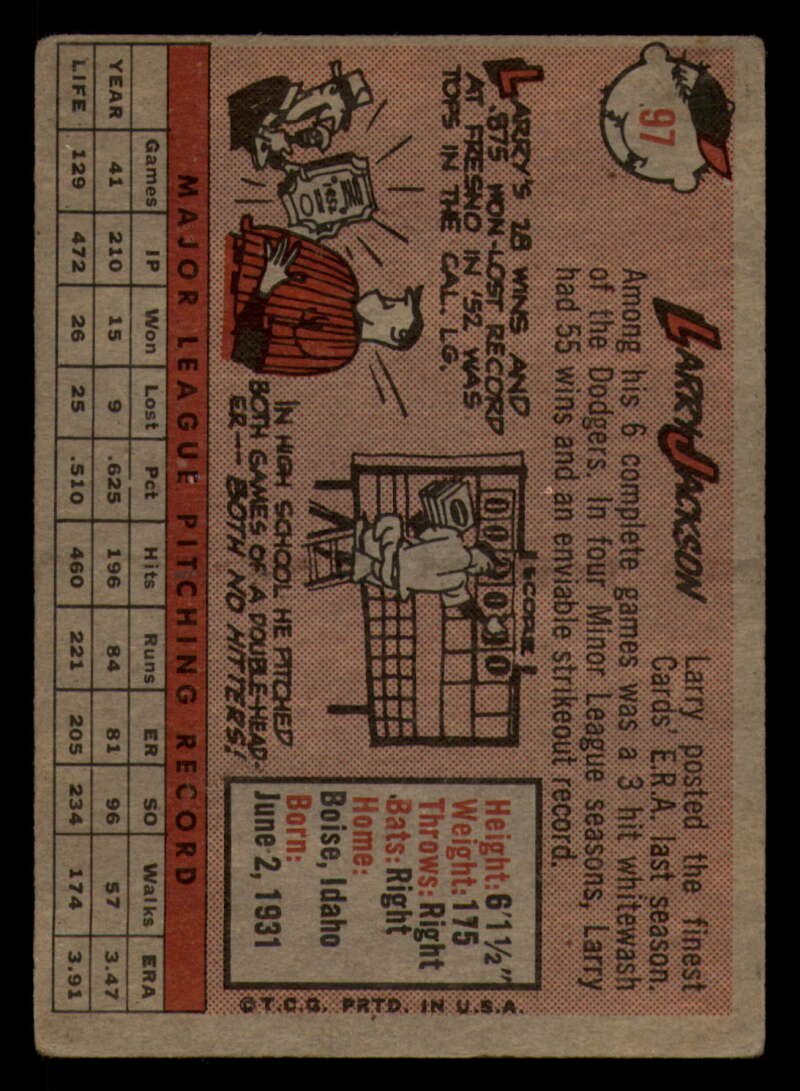 97
LARRY JACKSON
Larry posted the finest
Cards' E.R.A. last season.
Among his 6 complete games was a 3 hit whitewash
of the Dodgers. In four Minor League seasons, Larry
had 55 wins and an enviable strikeout record.
LARRY'S 28 WINS AND
.875 WON-LOST RECORD
AT FRESNO IN '52 WAS
TOPS IN THE CAL. LG.
1952
SCORE
IN HIGH SCHOOL HE PITCHED
BOTH GAMES OF A DOUBLE-HEAD-
ER-- BOTH NO HITTERS!
Height: 6'1½"
Weight: 175
Throws: Right
Bats: Right
Home:
Boise, Idaho
Born:
June 2, 1931
© T.C.G. PRTD. IN U.S.A.
MAJOR LEAGUE PITCHING RECORD
Games IP Won Lost Pct Hits Runs ER SO Walks ERA
YEAR 41 210 15 9 .625 196 84 81 96 57 3.47
LIFE 129 472 26 25 .510 460 221 205 234 174 3.91